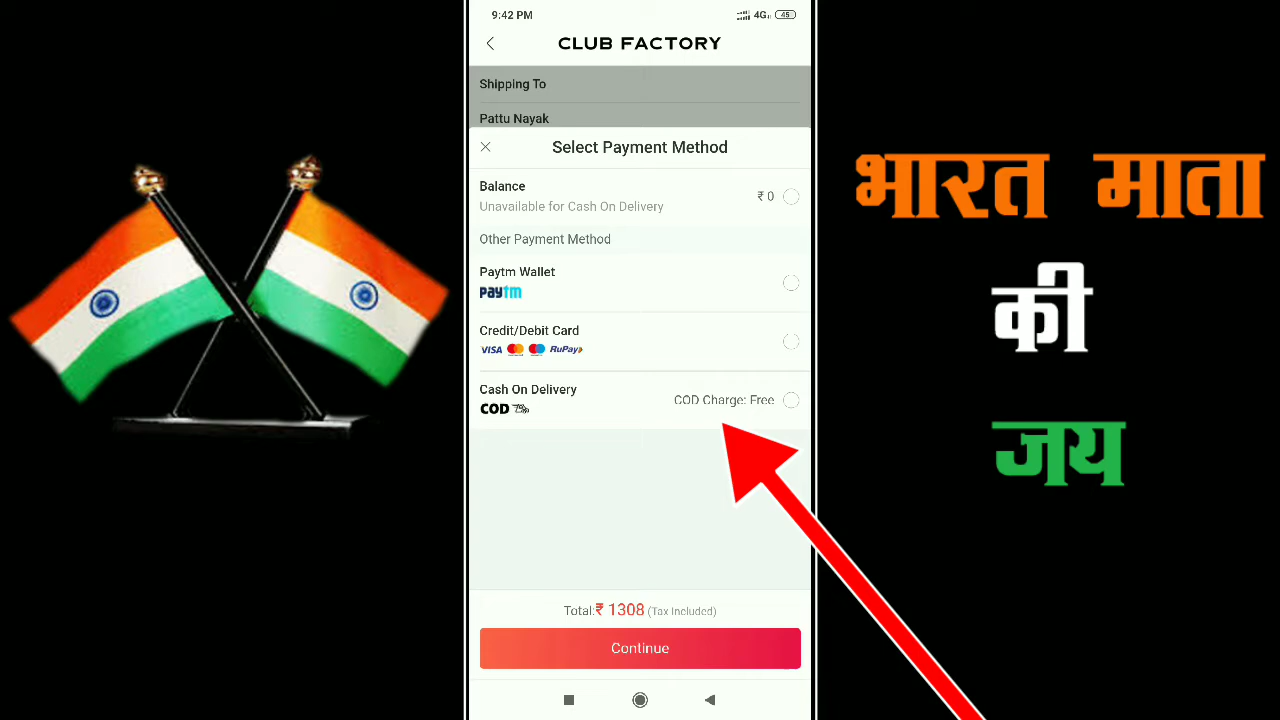 9:42 PM
4G
45
CLUB FACTORY
Shipping To
Pattu Nayak
Select Payment Method
Balance
₹ 0
Unavailable for Cash On Delivery
Other Payment Method
Paytm Wallet
paytm
Credit/Debit Card
VISA
RuPay
Cash On Delivery
COD Charge: Free
COD
Total:₹ 1308 (Tax Included)
Continue
भारत माता
की
जय